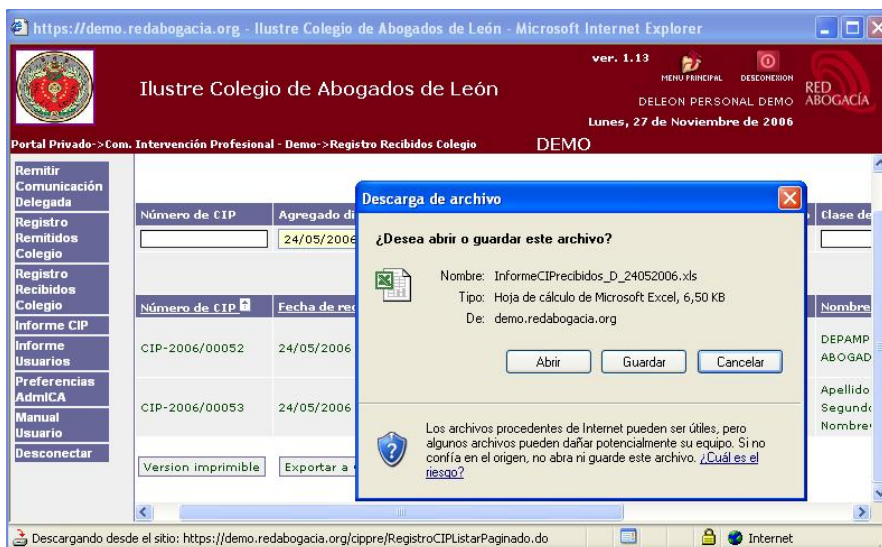 https://demo.redabogacia.org - Ilustre Colegio de Abogados de León - Microsoft Internet Explorer
ver. 1.13
MENU PRINCIPAL DESCONEXION
Ilustre Colegio de Abogados de León
RED ABOGACÍA
DELEON PERSONAL DEMO
Lunes, 27 de Noviembre de 2006
Portal Privado->Com. Intervención Profesional - Demo->Registro Recibidos Colegio
DEMO
Remitir
Comunicación
Delegada
Registro
Remitidos
Colegio
Registro
Recibidos
Colegio
Informe CIP
Informe
Usuarios
Preferencias
AdmICA
Manual
Usuario
Desconectar
Número de CIP Agregado di Clase de
24/05/2006
Número de CIP Fecha de rec Nombre
CIP-2006/00052 24/05/2006 DEPAMP
ABOGAD
CIP-2006/00053 24/05/2006 Apellido
Segundo
Nombre
Version imprimible Exportar a
Descarga de archivo
¿Desea abrir o guardar este archivo?
Nombre: InformeCIPrecibidos_D_24052006.xls
Tipo: Hoja de cálculo de Microsoft Excel, 6,50 KB
De: demo.redabogacia.org
Abrir Guardar Cancelar
Los archivos procedentes de Internet pueden ser útiles, pero
algunos archivos pueden dañar potencialmente su equipo. Si no
confía en el origen, no abra ni guarde este archivo. ¿Cuál es el
riesgo?
Descargando desde el sitio: https://demo.redabogacia.org/cippre/RegistroCIPListarPaginado.do
Internet